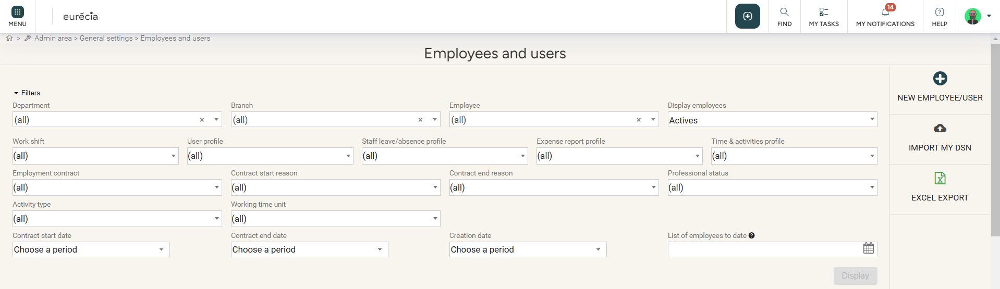 MENU
eurécia
FIND
MY TASKS
14
MY NOTIFICATIONS
HELP
> Admin area > General settings > Employees and users
Employees and users
Filters
Department Branch Employee Display employees
(all) × (all) × (all) × Actives
Work shift User profile Staff leave/absence profile Expense report profile Time & activities profile
(all) (all) (all) (all) (all)
Employment contract Contract start reason Contract end reason Professional status
(all) (all) (all) (all)
Activity type Working time unit
(all) (all)
Contract start date Contract end date Creation date List of employees to date ?
Choose a period Choose a period Choose a period
Display
NEW EMPLOYEE/USER
IMPORT MY DSN
EXCEL EXPORT